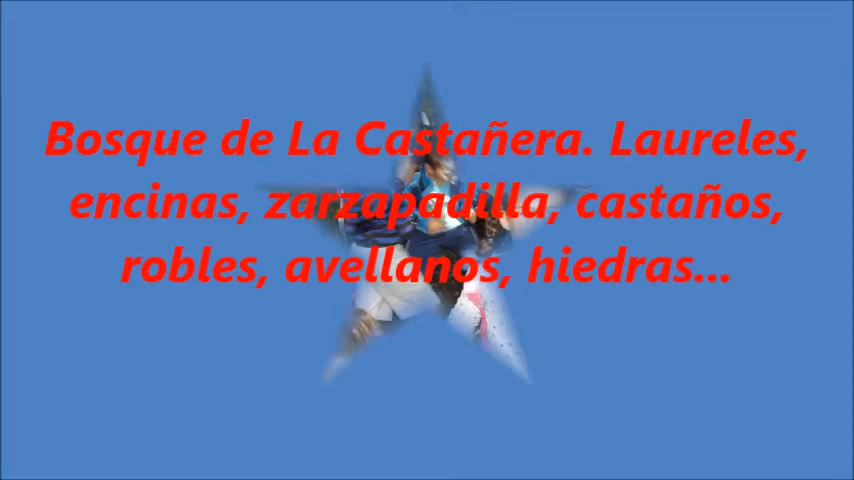 Bosque de La Castañera. Laureles,
encinas, zarzapadilla, castaños,
robles, avellanos, hiedras...